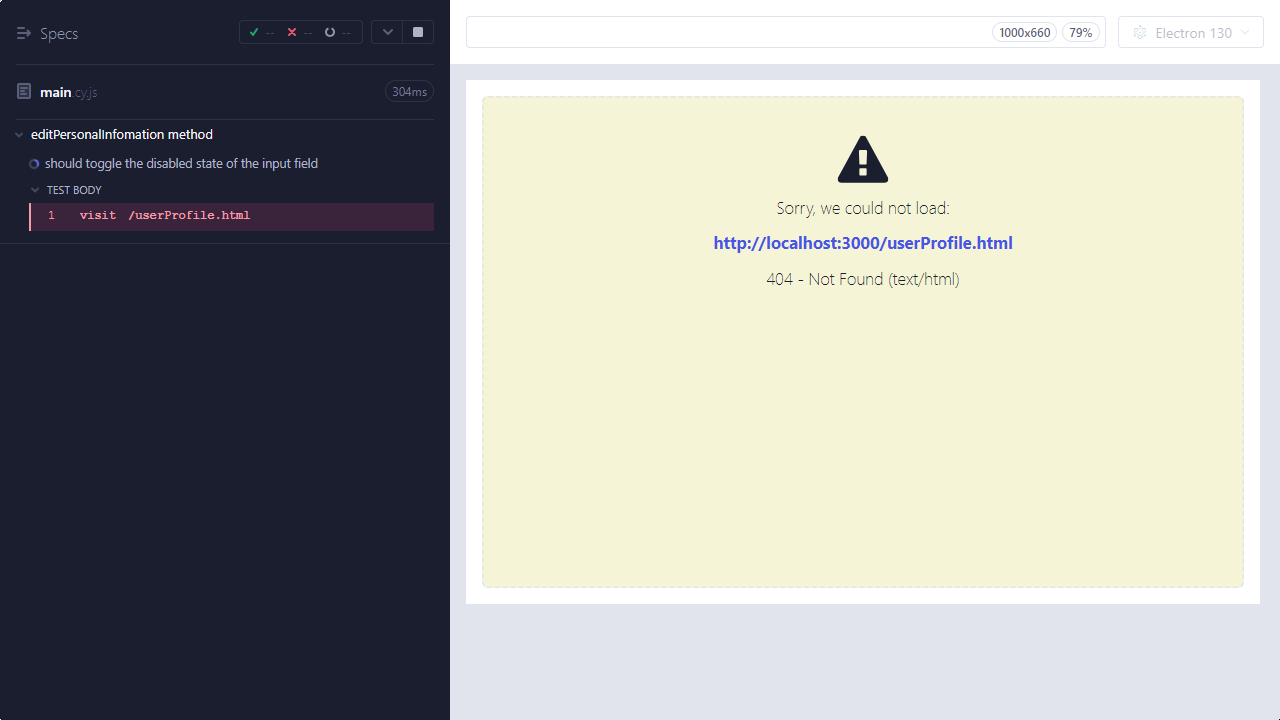 Specs
-- -- --
main.cy.js
304ms
editPersonalInfomation method
should toggle the disabled state of the input field
TEST BODY
1 visit /userProfile.html
1000x660 79% Electron 130
Sorry, we could not load:
http://localhost:3000/userProfile.html
404 - Not Found (text/html)